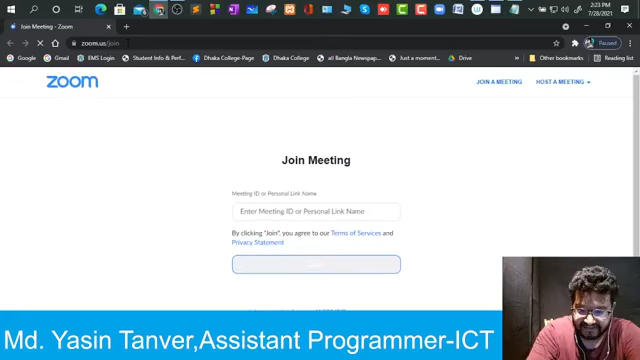 2:23 PM
7/28/2021
Join Meeting - Zoom
zoom.us/join
Paused
Google
Gmail
EMS Login
Student Info & Perf...
Dhaka College-Page
Dhaka College
all Bangla Newspap...
Just a moment...
Drive
Other bookmarks
Reading list
zoom
JOIN A MEETING
HOST A MEETING
Join Meeting
Meeting ID or Personal Link Name
Enter Meeting ID or Personal Link Name
By clicking "Join", you agree to our Terms of Services and
Privacy Statement
Md. Yasin Tanver,Assistant Programmer-ICT